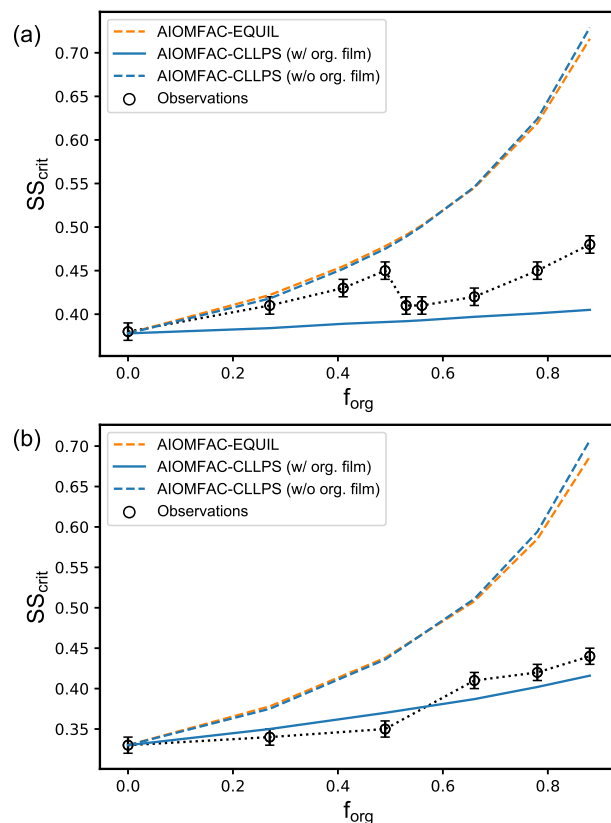 (a)
AIOMFAC-EQUIL
AIOMFAC-CLLPS (w/ org. film)
AIOMFAC-CLLPS (w/o org. film)
Observations
0.70
0.65
0.60
0.55
0.50
0.45
0.40
SScrit
0.0 0.2 0.4 0.6 0.8
forg
(b)
AIOMFAC-EQUIL
AIOMFAC-CLLPS (w/ org. film)
AIOMFAC-CLLPS (w/o org. film)
Observations
0.70
0.65
0.60
0.55
0.50
0.45
0.40
0.35
SScrit
0.0 0.2 0.4 0.6 0.8
forg